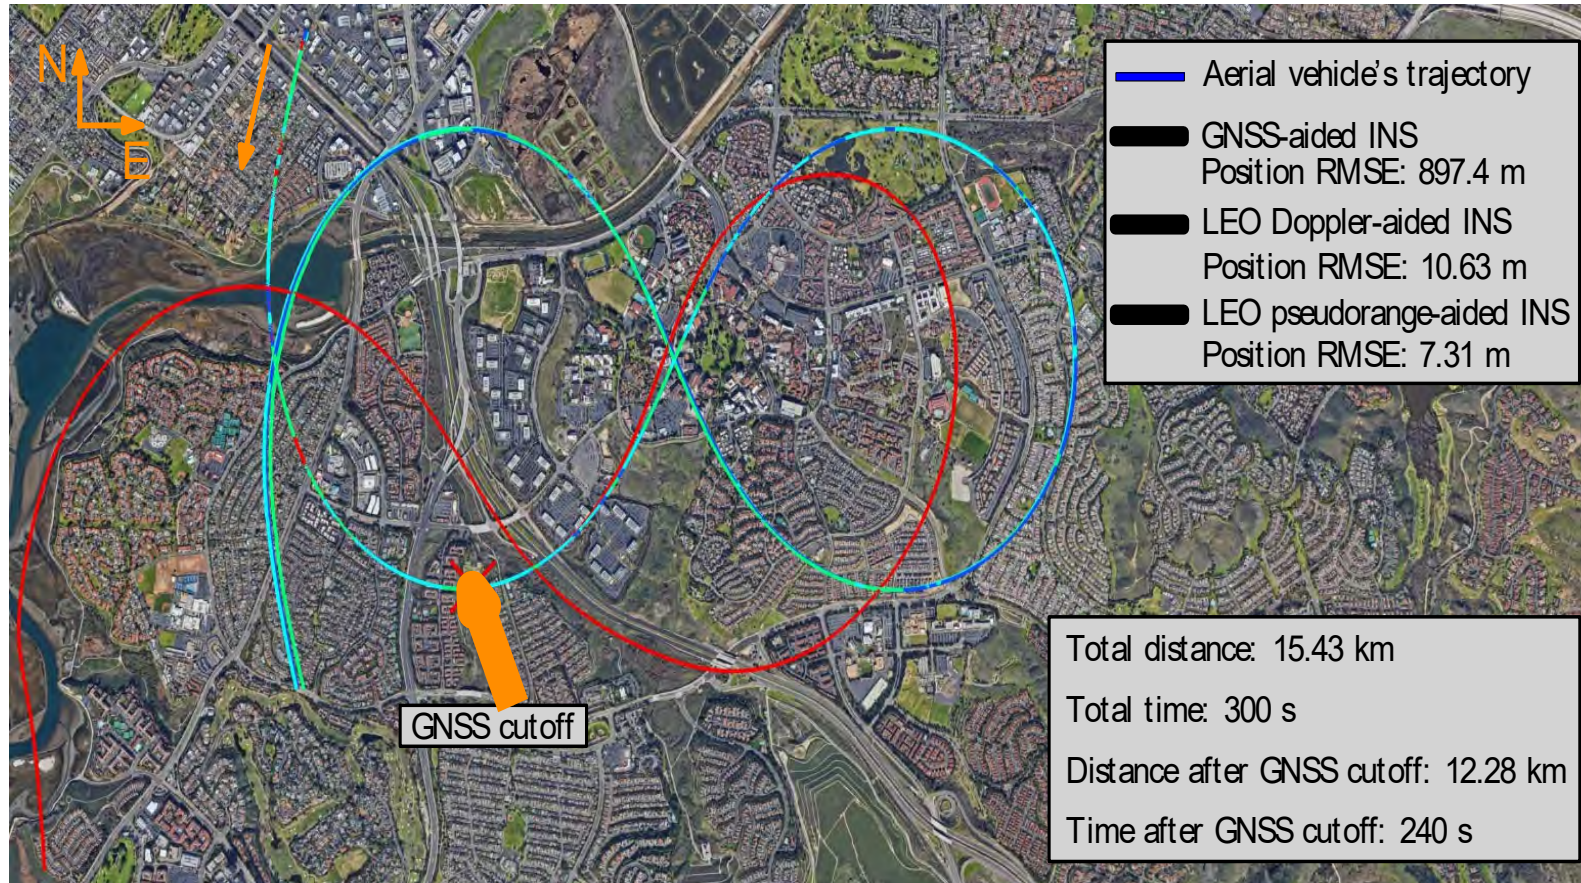 N
E
Aerial vehicle's trajectory
GNSS-aided INS
Position RMSE: 897.4 m
LEO Doppler-aided INS
Position RMSE: 10.63 m
LEO pseudorange-aided INS
Position RMSE: 7.31 m
GNSS cutoff
Total distance: 15.43 km
Total time: 300 s
Distance after GNSS cutoff: 12.28 km
Time after GNSS cutoff: 240 s